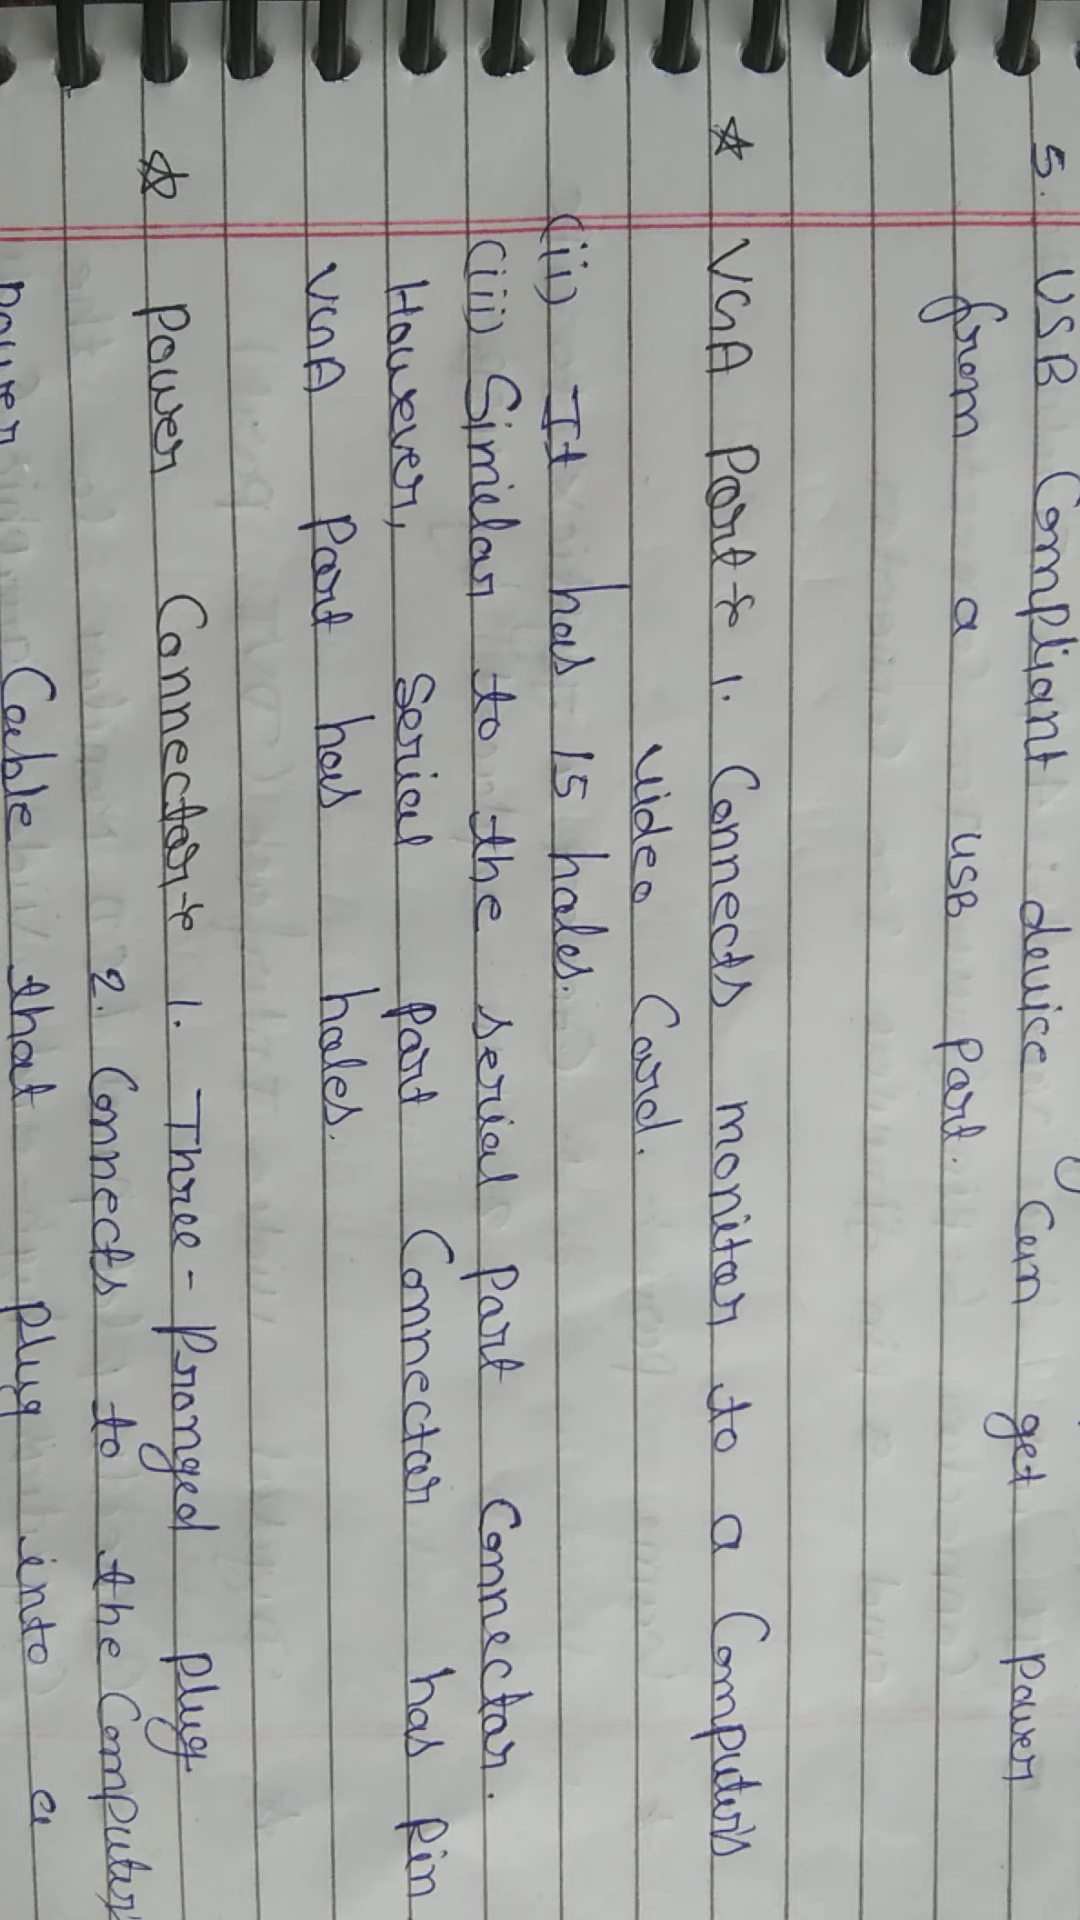 5. USB Compliant device Can get power
from a USB Port.
☆ VGA Port :- 1. Connects monitor to a Computer's
video Card.
(ii) It has 15 holes.
(iii) Similar to the serial port Connector.
However, Serial port Connector has Pin
VGA Port has holes.
☆ Power Connector :- 1. Three-Pronged plug
2. Connects to the Computer's
power Cable that plug into a